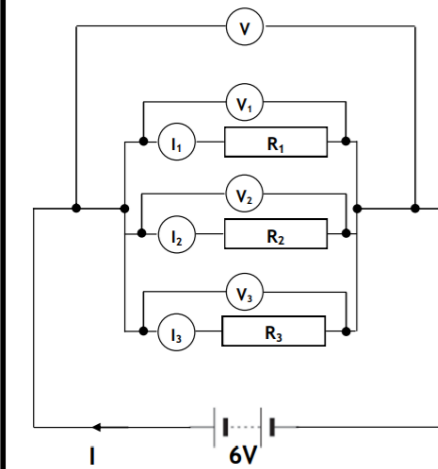 V
V₁
I₁
R₁
V₂
I₂
R₂
V₃
I₃
R₃
I
6V